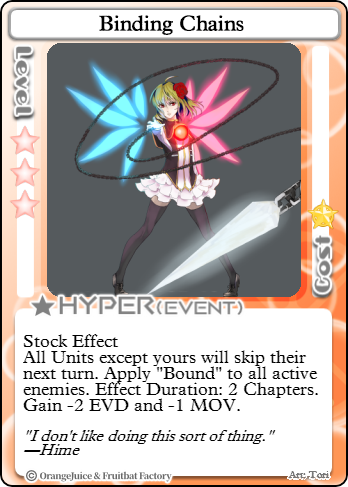 Binding Chains
Level
Cost
HYPER(EVENT)
Stock Effect
All Units except yours will skip their
next turn. Apply "Bound" to all active
enemies. Effect Duration: 2 Chapters.
Gain -2 EVD and -1 MOV.
"I don't like doing this sort of thing."
—Hime
© OrangeJuice & Fruitbat Factory
Art: Tori